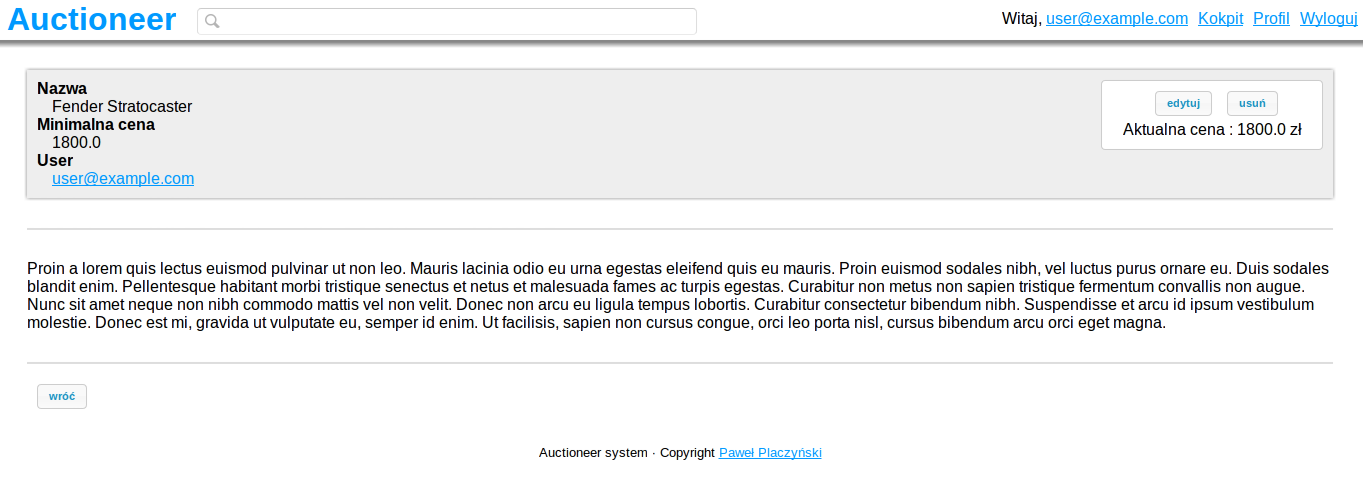 Auctioneer
Witaj, user@example.com Kokpit Profil Wyloguj
Nazwa
Fender Stratocaster
Minimalna cena
1800.0
User
user@example.com
edytuj usuń
Aktualna cena : 1800.0 zł
Proin a lorem quis lectus euismod pulvinar ut non leo. Mauris lacinia odio eu urna egestas eleifend quis eu mauris. Proin euismod sodales nibh, vel luctus purus ornare eu. Duis sodales
blandit enim. Pellentesque habitant morbi tristique senectus et netus et malesuada fames ac turpis egestas. Curabitur non metus non sapien tristique fermentum convallis non augue.
Nunc sit amet neque non nibh commodo mattis vel non velit. Donec non arcu eu ligula tempus lobortis. Curabitur consectetur bibendum nibh. Suspendisse et arcu id ipsum vestibulum
molestie. Donec est mi, gravida ut vulputate eu, semper id enim. Ut facilisis, sapien non cursus congue, orci leo porta nisl, cursus bibendum arcu orci eget magna.
wróć
Auctioneer system · Copyright Paweł Placzyński